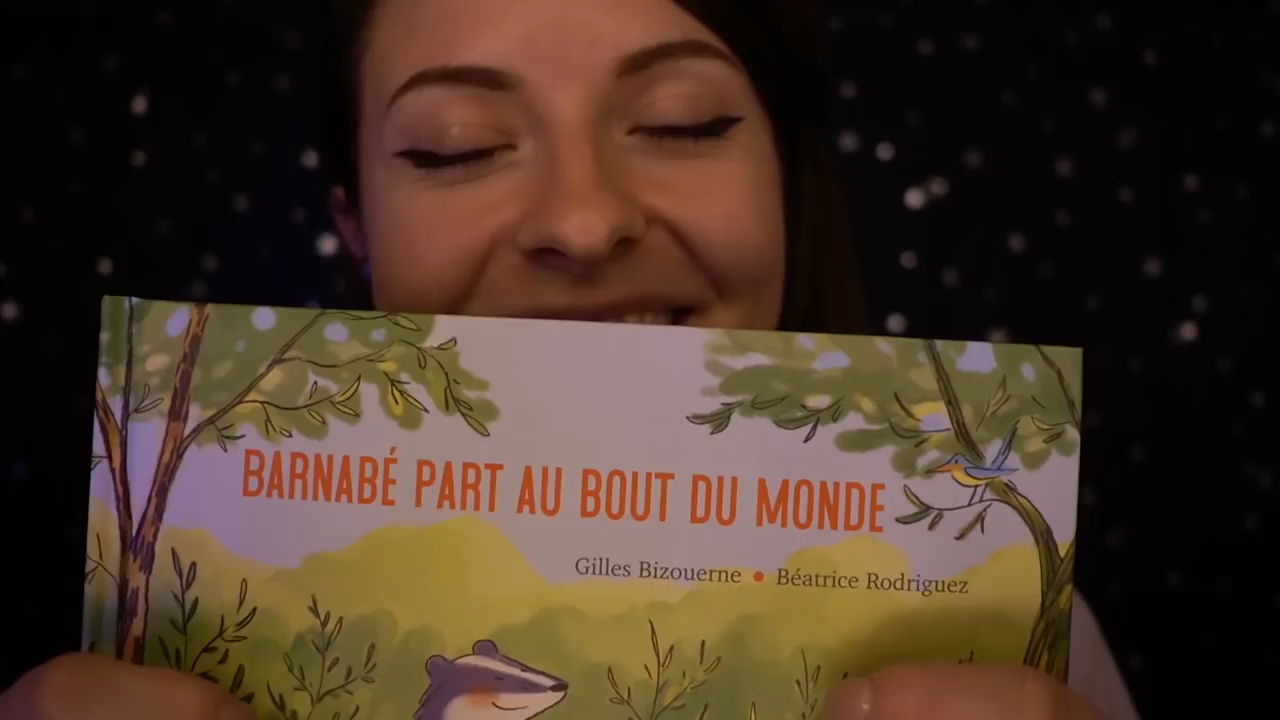 BARNABÉ PART AU BOUT DU MONDE
Gilles Bizouerne • Béatrice Rodriguez